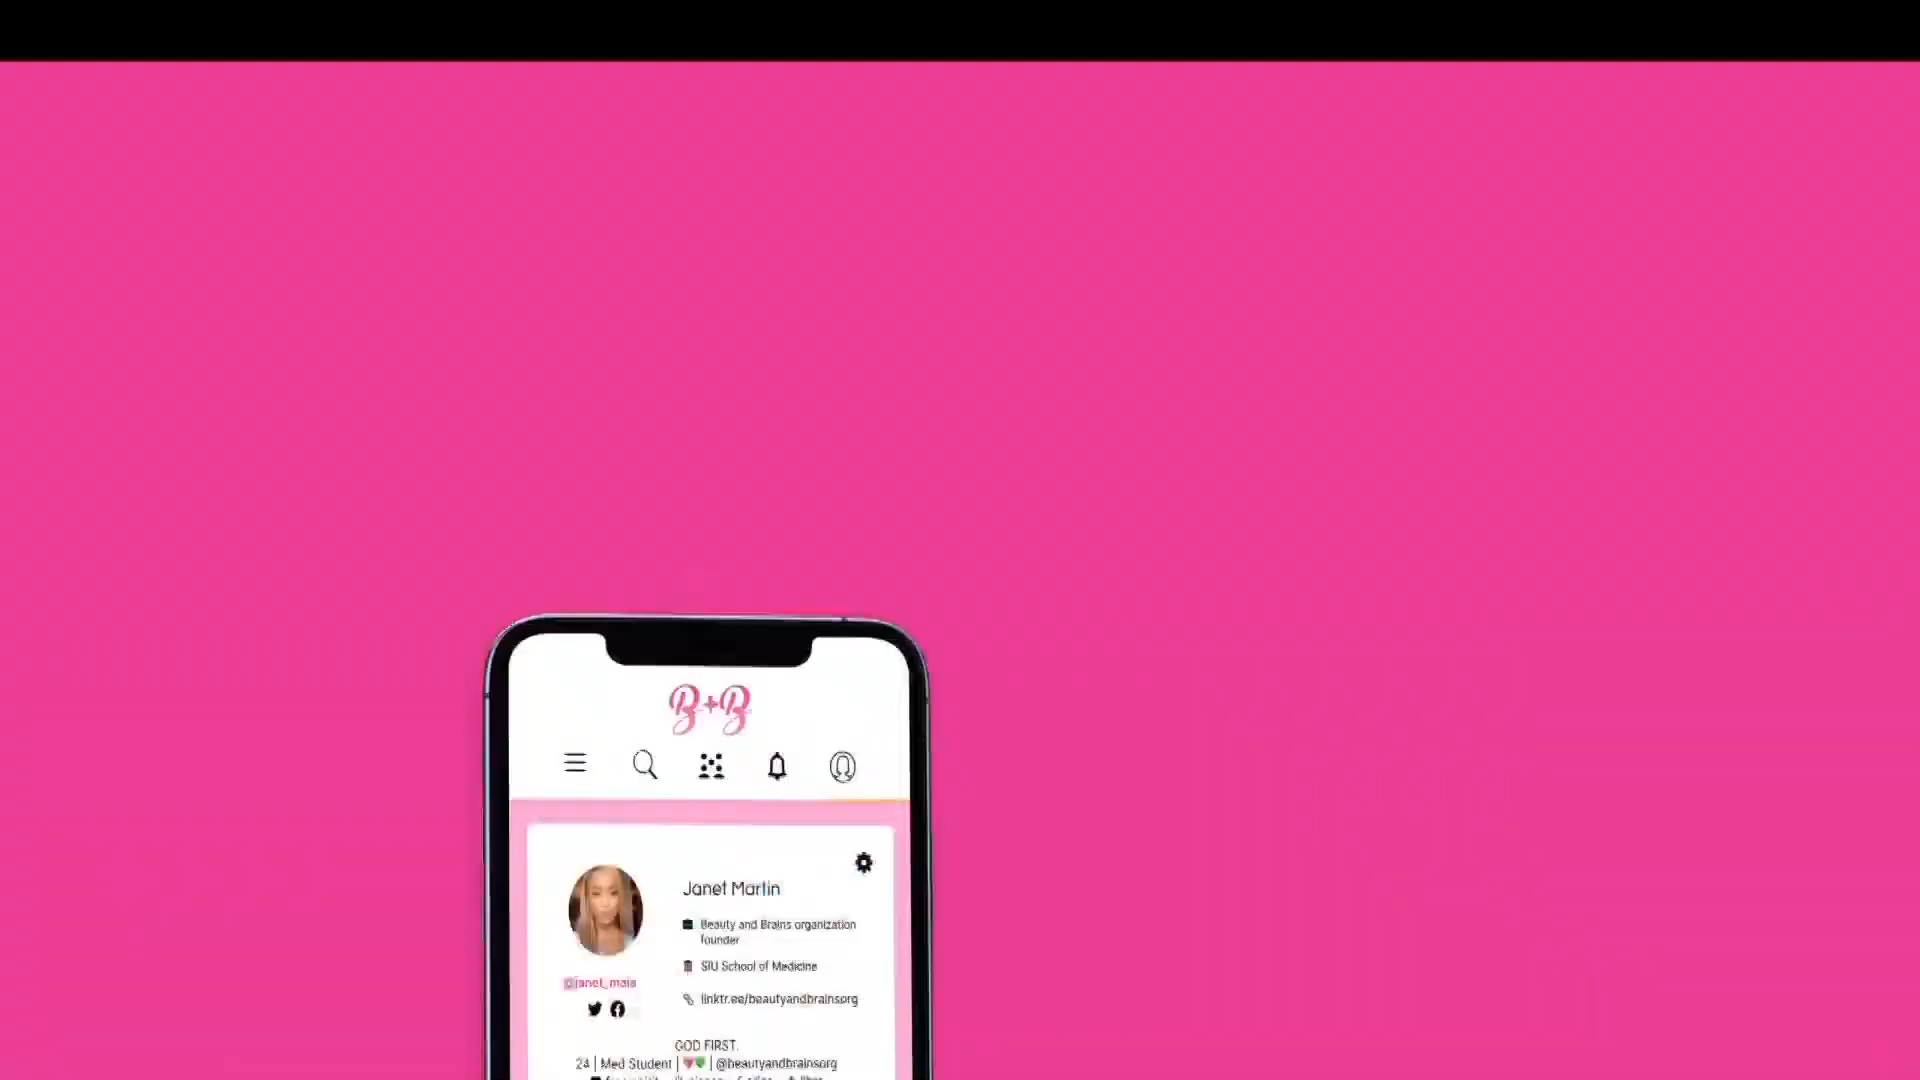 B+B
Janet Martin
Beauty and Brains organization
founder
SIU School of Medicine
@janet_maia
linktr.ee/beautyandbrainsorg
GOD FIRST.
24 | Med Student | | @beautyandbrainsorg